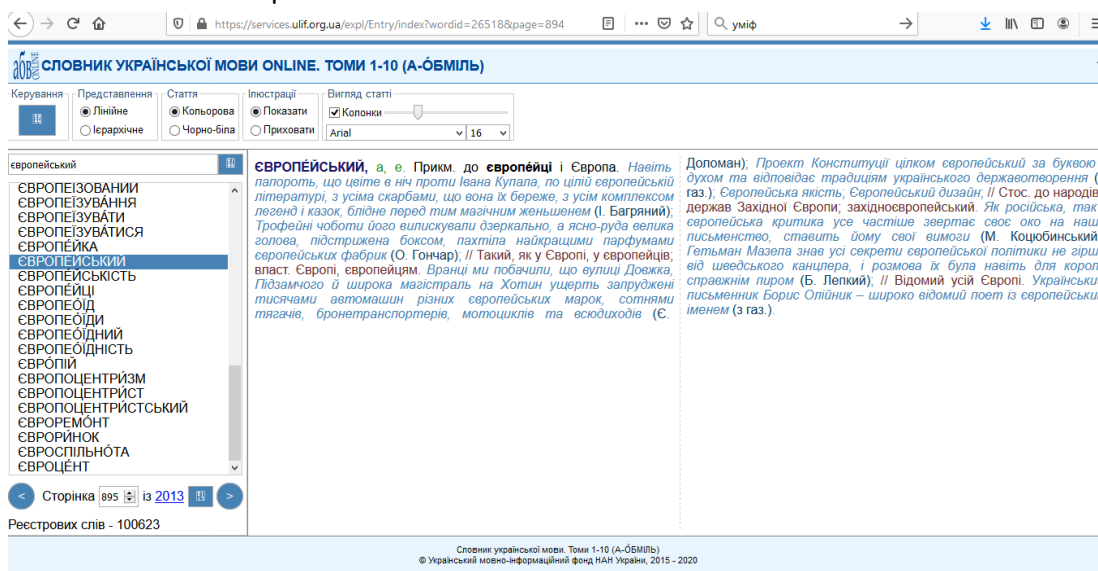 https://services.ulif.org.ua/expl/Entry/index?wordid=26518&page=894
уміф
СЛОВНИК УКРАЇНСЬКОЇ МОВИ ONLINE. ТОМИ 1-10 (А-О́БМІЛЬ)
Керування Представлення Стаття Ілюстрації Вигляд статті
Лінійне Кольорова Показати Колонки
Ієрархічне Чорно-біла Приховати Arial 16
європейський
ЄВРОПЕЇЗО́ВАНИЙ
ЄВРОПЕЇЗУВА́ННЯ
ЄВРОПЕЇЗУВА́ТИ
ЄВРОПЕЇЗУВА́ТИСЯ
ЄВРОПЕ́ЙКА
ЄВРОПЕ́ЙСЬКИЙ
ЄВРОПЕ́ЙСЬКІСТЬ
ЄВРОПЕ́ЙЦІ
ЄВРОПЕО́ЇД
ЄВРОПЕО́ЇДИ
ЄВРОПЕО́ЇДНИЙ
ЄВРОПЕО́ЇДНІСТЬ
ЄВРО́ПІЙ
ЄВРОПОЦЕНТРИ́ЗМ
ЄВРОПОЦЕНТРИ́СТ
ЄВРОПОЦЕНТРИ́СТСЬКИЙ
ЄВРОРЕМО́НТ
ЄВРОРИ́НОК
ЄВРОСПІЛЬНО́ТА
ЄВРОЦЕ́НТ
< Сторінка 895 із 2013 >
Реєстрових слів - 100623
ЄВРОПЕ́ЙСЬКИЙ, а, е. Прикм. до європе́йці і Європа. Навіть
папороть, що цвіте в ніч проти Івана Купала, по цілій європейській
літературі, з усіма скарбами, що вона їх береже, з усім комплексом
легенд і казок, блідне перед тим магічним женьшенем (І. Багряний);
Трофейні чоботи його вилискували дзеркально, а ясно-руда велика
голова, підстрижена боксом, пахтіла найкращими парфумами
європейських фабрик (О. Гончар); // Такий, як у Європі, у європейців;
власт. Європі, європейцям. Вранці ми побачили, що вулиці Довжка,
Підзамчого й широка магістраль на Хотин ущерть запруджені
тисячами автомашин різних європейських марок, сотнями
тягачів, бронетранспортерів, мотоциклів та всюдиходів (Є.
Доломан); Проект Конституції цілком європейський за буквою
духом та відповідає традиціям українського державотворення (
газ.); Європейська якість; Європейський дизайн; // Стос. до народів
держав Західної Європи; західноєвропейський. Як російська, так
європейська критика усе частіше звертає своє око на наш
письменство, ставить йому свої вимоги (М. Коцюбинський
Гетьман Мазепа знав усі секрети європейської політики не гірш
від шведського канцлера, і розмова їх була навіть для корол
справжнім пиром (Б. Лепкий); // Відомий усій Європі. Українськи
письменник Борис Олійник – широко відомий поет із європейськи
іменем (з газ.).
Словник української мови. Томи 1-10 (А-О́БМІЛЬ)
© Український мовно-інформаційний фонд НАН України, 2015 - 2020